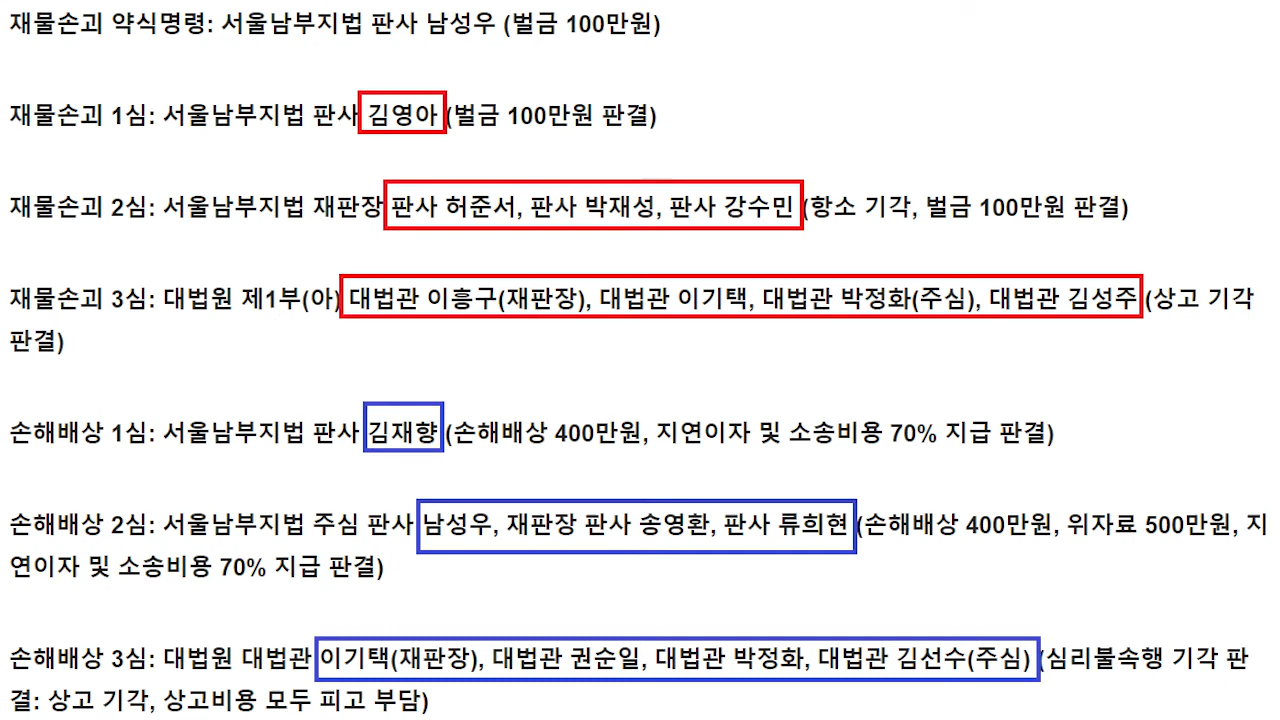 재물손괴 약식명령: 서울남부지법 판사 남성우 (벌금 100만원)
재물손괴 1심: 서울남부지법 판사 김영아 (벌금 100만원 판결)
재물손괴 2심: 서울남부지법 재판장 판사 허준서, 판사 박재성, 판사 강수민 (항소 기각, 벌금 100만원 판결)
재물손괴 3심: 대법원 제1부(아) 대법관 이흥구(재판장), 대법관 이기택, 대법관 박정화(주심), 대법관 김성주 (상고 기각
판결)
손해배상 1심: 서울남부지법 판사 김재향 (손해배상 400만원, 지연이자 및 소송비용 70% 지급 판결)
손해배상 2심: 서울남부지법 주심 판사 남성우, 재판장 판사 송영환, 판사 류희현 (손해배상 400만원, 위자료 500만원, 지
연이자 및 소송비용 70% 지급 판결)
손해배상 3심: 대법원 대법관 이기택(재판장), 대법관 권순일, 대법관 박정화, 대법관 김선수(주심) (심리불속행 기각 판
결: 상고 기각, 상고비용 모두 피고 부담)